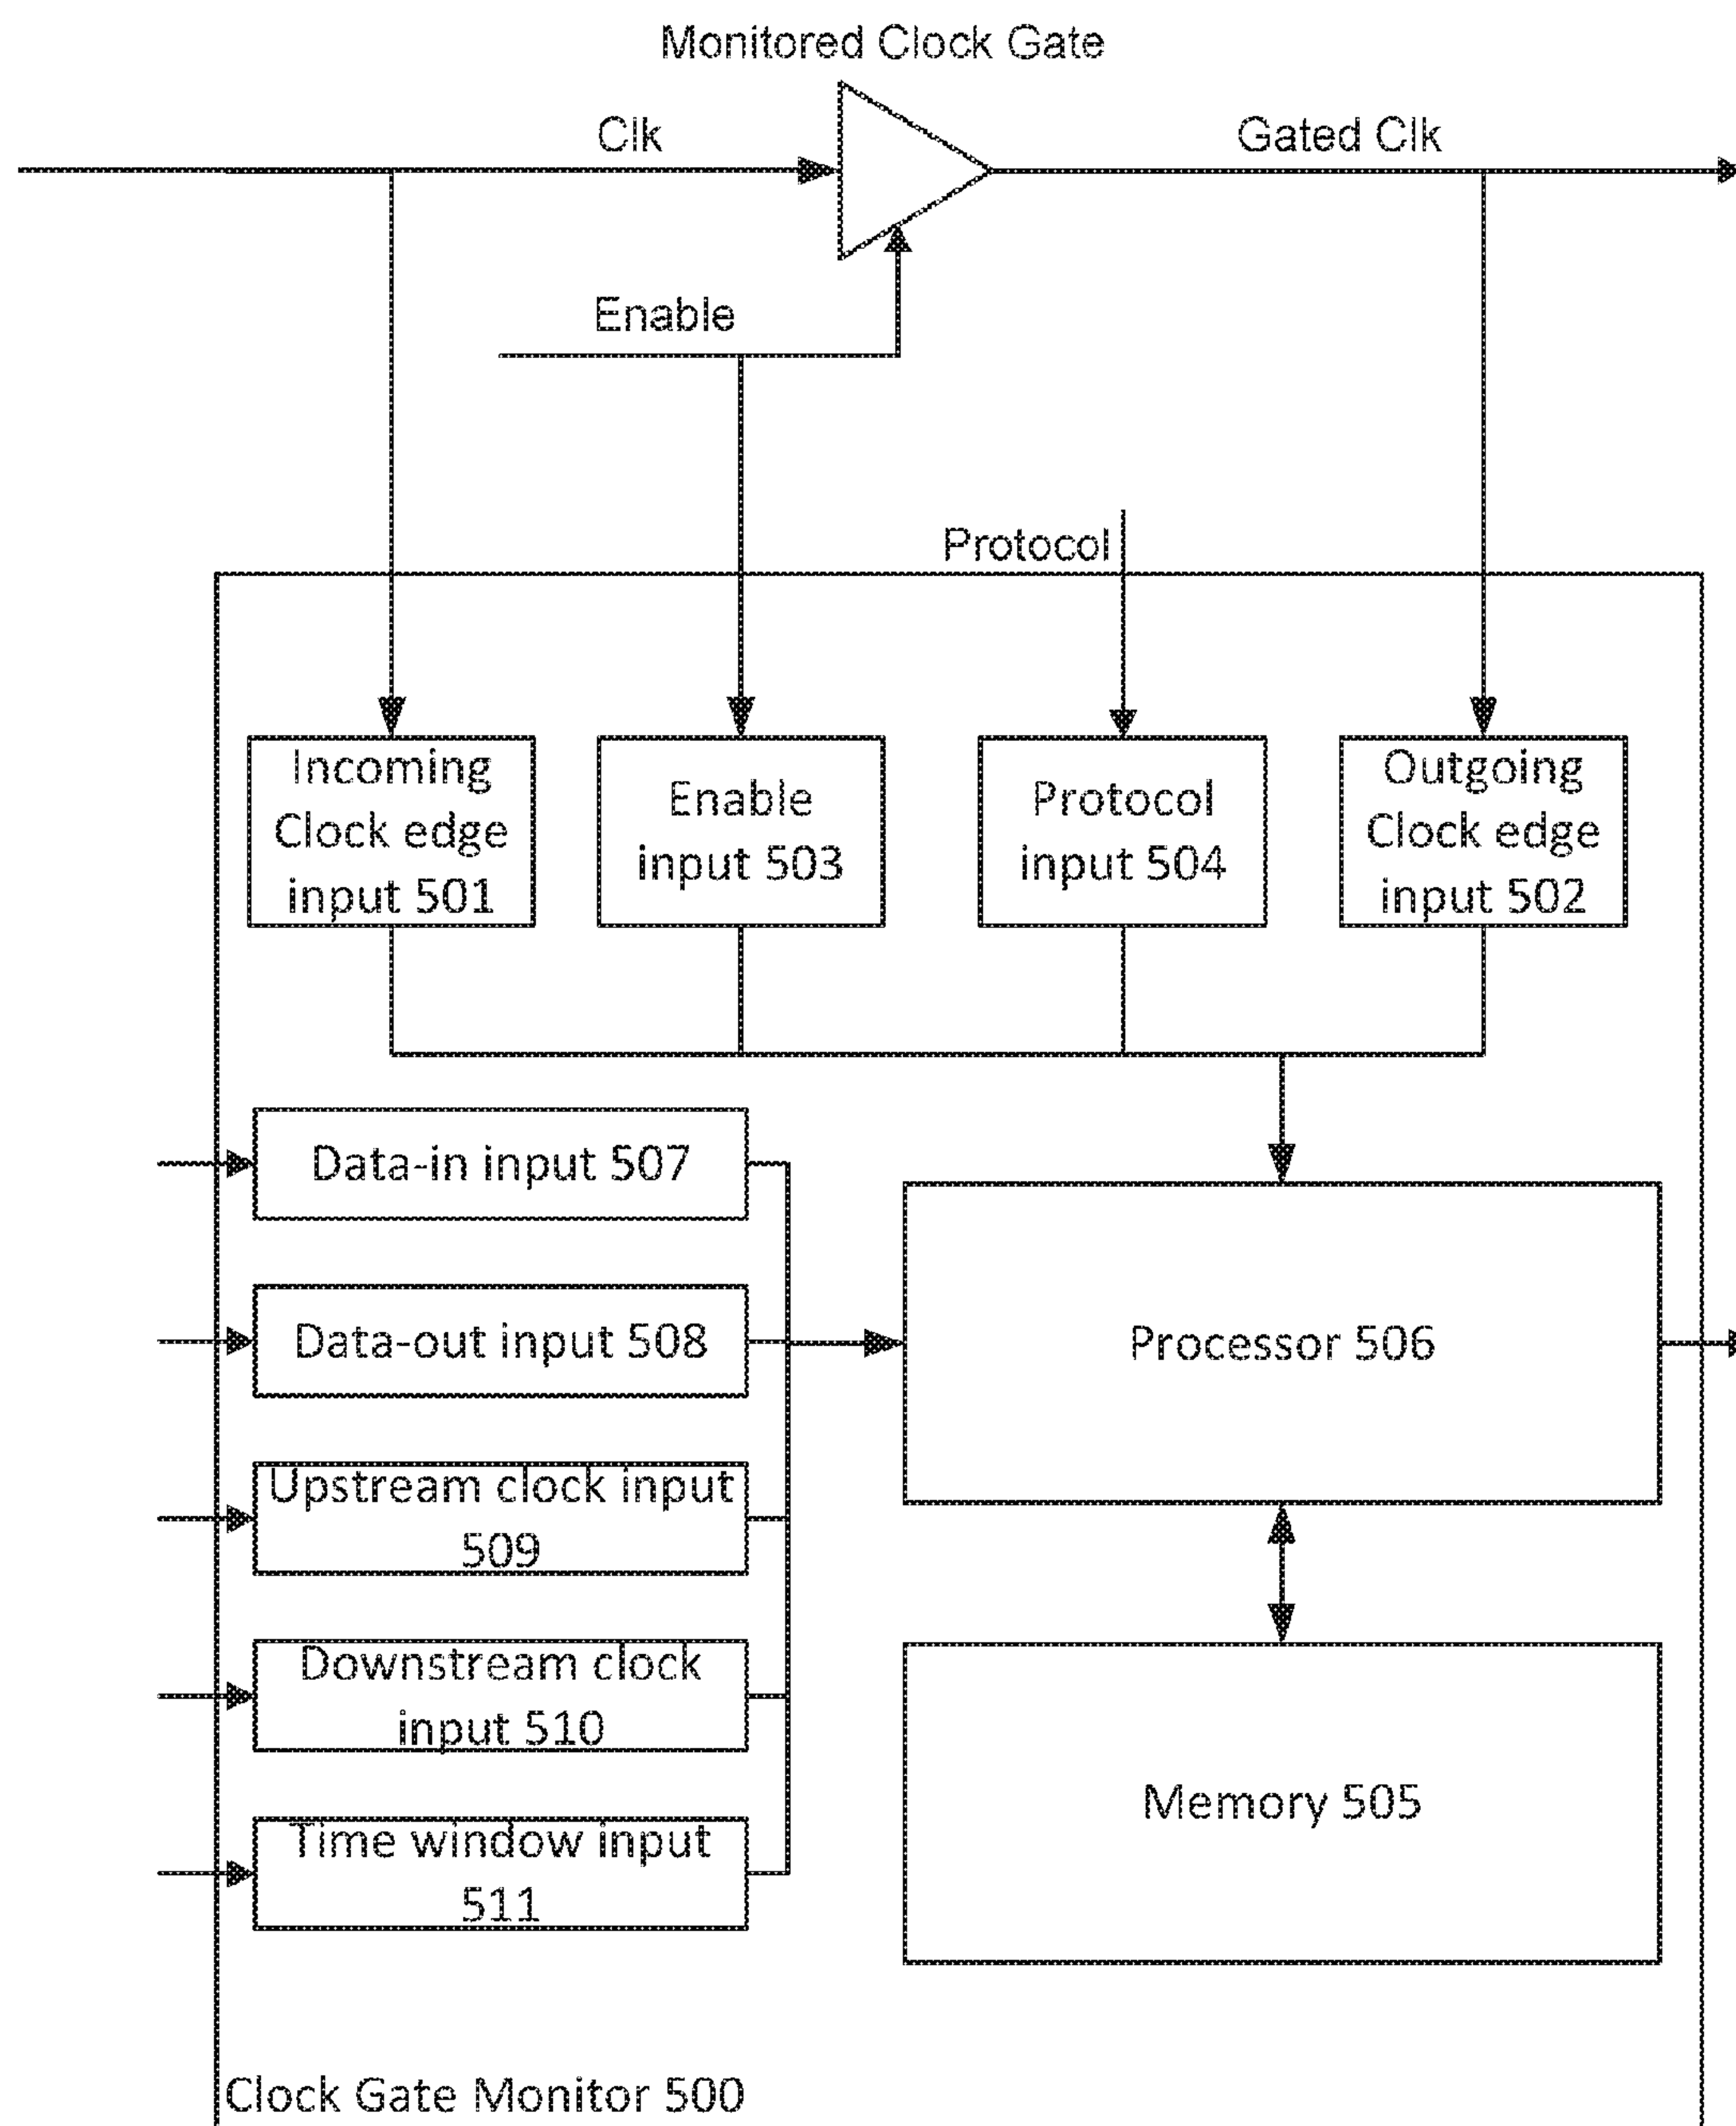 Monitored Clock Gate
Clk
Gated Clk
Enable
Protocol
Incoming
Clock edge
input 501
Enable
input 503
Protocol
input 504
Outgoing
Clock edge
input 502
Data-in input 507
Data-out input 508
Upstream clock input
509
Downstream clock
input 510
Time window input
511
Processor 506
Memory 505
Clock Gate Monitor 500